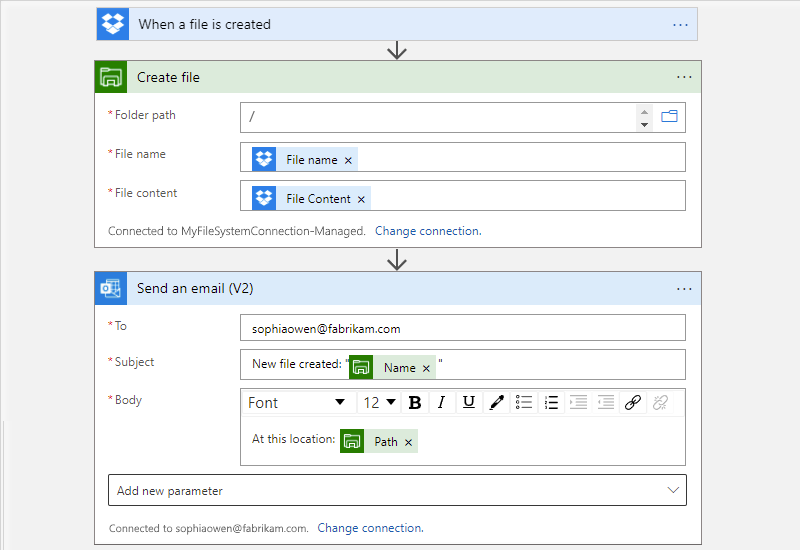 When a file is created ...
Create file ...
* Folder path /
* File name File name ×
* File content File Content ×
Connected to MyFileSystemConnection-Managed. Change connection.
Send an email (V2) ...
* To sophiaowen@fabrikam.com
* Subject New file created: " Name × "
* Body Font 12 B I U
At this location: Path ×
Add new parameter
Connected to sophiaowen@fabrikam.com. Change connection.